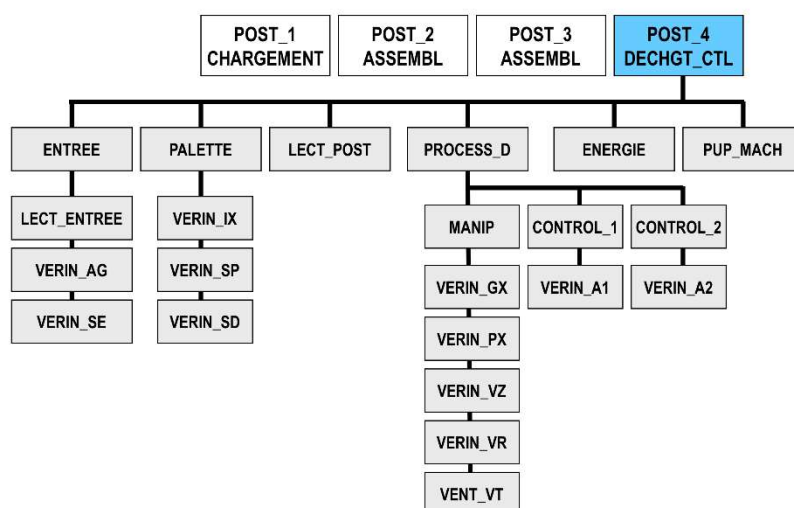 POST_1
CHARGEMENT
POST_2
ASSEMBL
POST_3
ASSEMBL
POST_4
DECHGT_CTL
ENTREE
PALETTE
LECT_POST
PROCESS_D
ENERGIE
PUP_MACH
LECT_ENTREE
VERIN_IX
MANIP
CONTROL_1
CONTROL_2
VERIN_AG
VERIN_SP
VERIN_GX
VERIN_A1
VERIN_A2
VERIN_SE
VERIN_SD
VERIN_PX
VERIN_VZ
VERIN_VR
VENT_VT